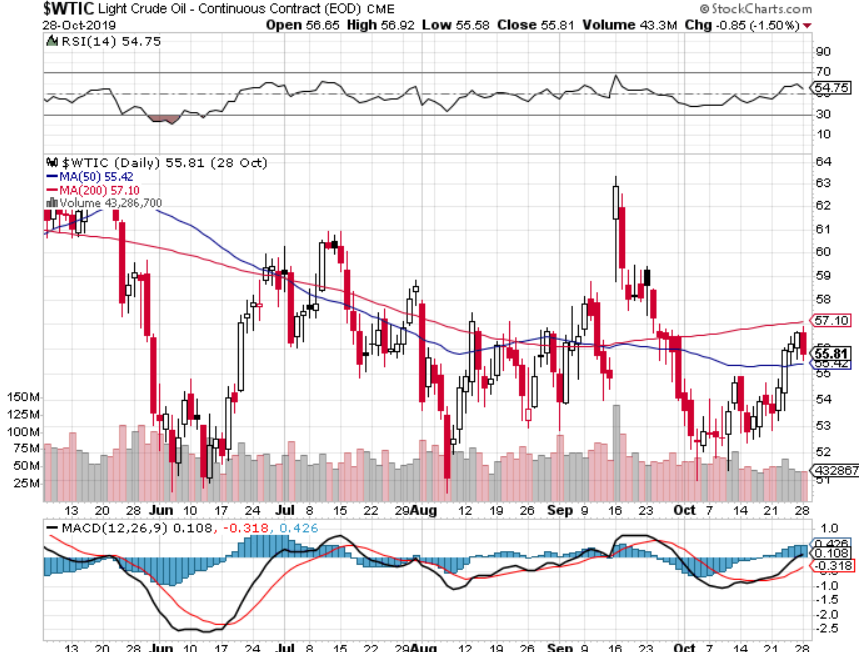 $WTIC Light Crude Oil - Continuous Contract (EOD) CME © StockCharts.com
28-Oct-2019 Open 56.65 High 56.92 Low 55.58 Close 55.81 Volume 43.3M Chg -0.85 (-1.50%)
RSI(14) 54.75
90
70
54.75
30
10
$WTIC (Daily) 55.81 (28 Oct)
MA(50) 55.42
MA(200) 57.10
Volume 43,286,700
64
63
62
61
60
59
58
57.10
55.81
55.42
55
54
53
52
51
432867
150M
125M
100M
75M
50M
25M
13 20 28 Jun 10 17 24 Jul 8 15 22 29 Aug 12 19 26 Sep 9 16 23 Oct 7 14 21 28
MACD(12,26,9) 0.108, -0.318, 0.426
1.0
0.426
0.108
-0.318
-1.0
-1.5
-2.0
-2.5
13 20 28 Jun 10 17 24 Jul 8 15 22 29 Aug 12 19 26 Sep 9 16 23 Oct 7 14 21 28